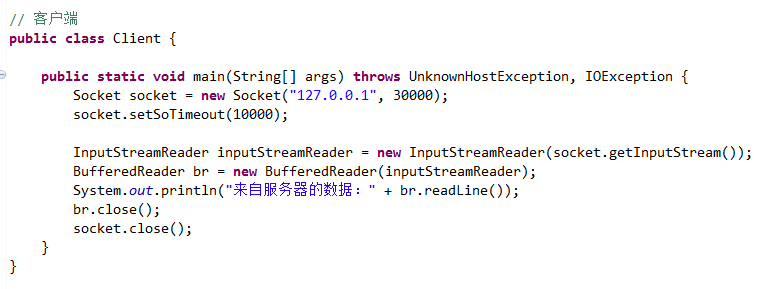 // 客户端
public class Client {
public static void main(String[] args) throws UnknownHostException, IOException {
Socket socket = new Socket("127.0.0.1", 30000);
socket.setSoTimeout(10000);
InputStreamReader inputStreamReader = new InputStreamReader(socket.getInputStream());
BufferedReader br = new BufferedReader(inputStreamReader);
System.out.println("来自服务器的数据：" + br.readLine());
br.close();
socket.close();
}
}